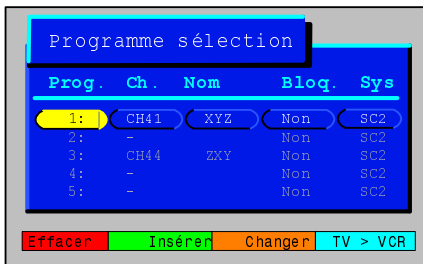 Programme sélection
Prog. Ch. Nom Bloq. Sys
1: CH41 XYZ Non SC2
2: - Non SC2
3: CH44 ZXY Non SC2
4: - Non SC2
5: - Non SC2
Effacer Insérer Changer TV > VCR